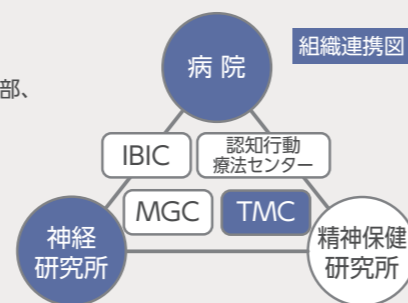 組織連携図
部、
病 院
IBIC
認知行動
療法センター
MGC
TMC
神経
研究所
精神保健
研究所